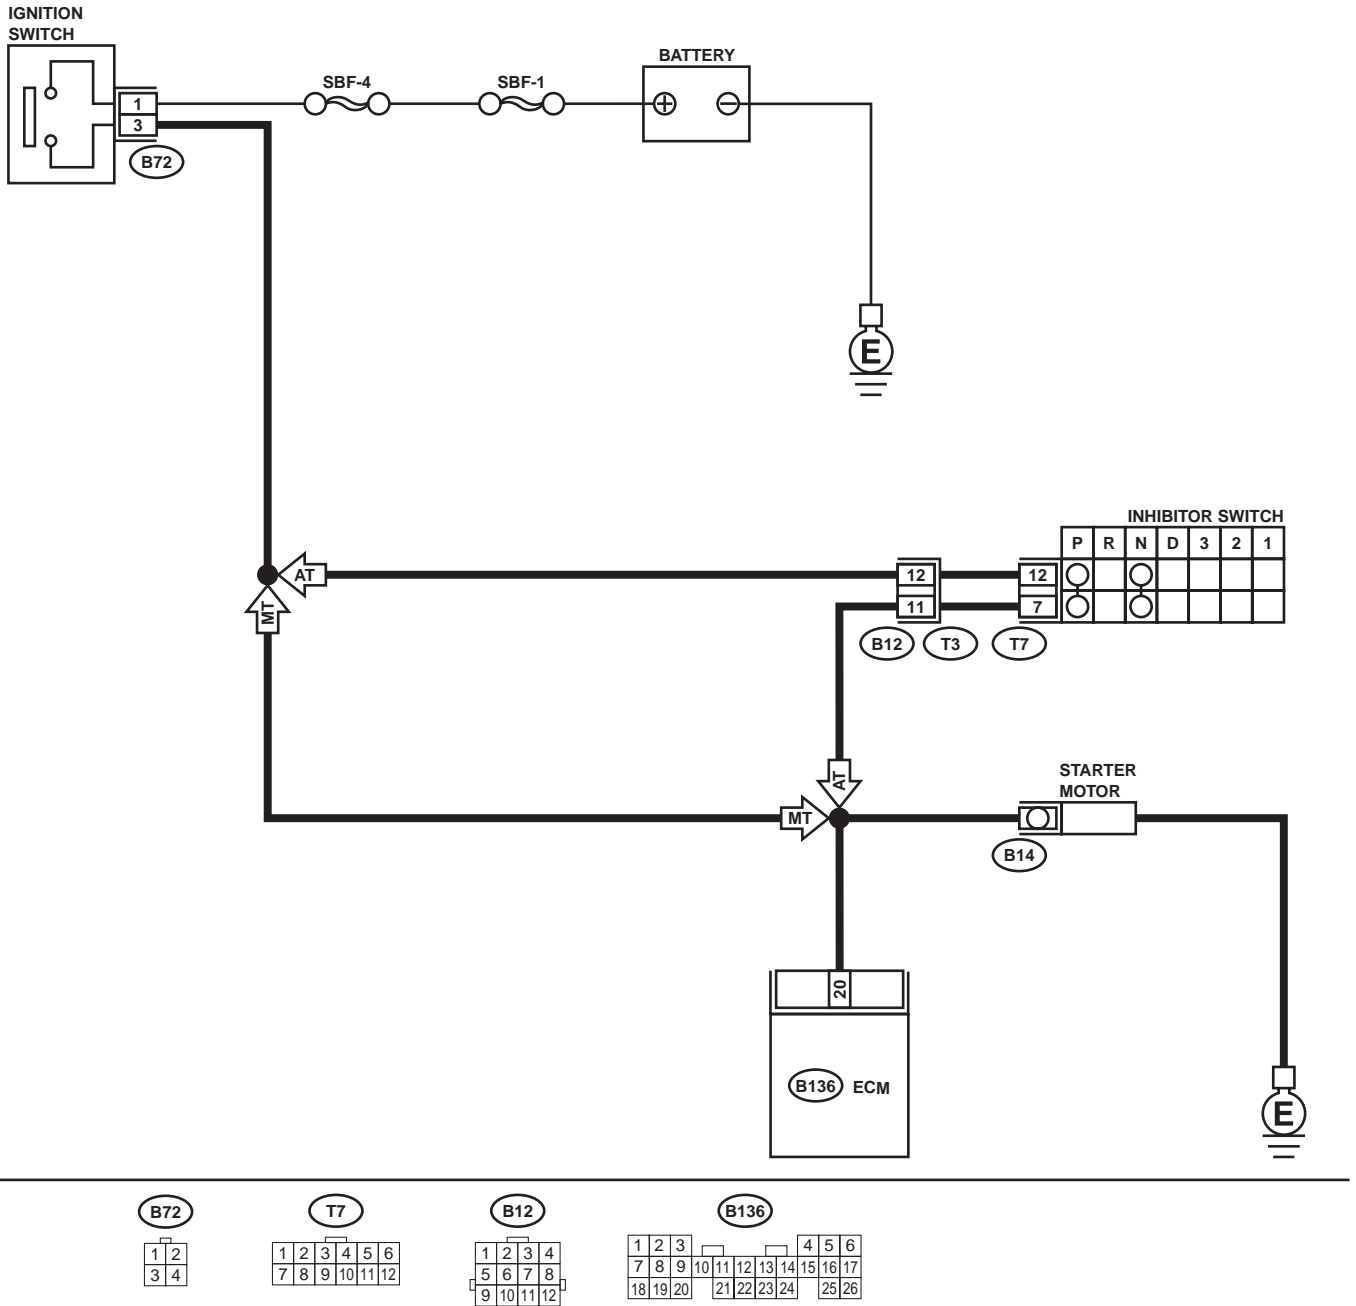 IGNITION
SWITCH
BATTERY
SBF-4 SBF-1
1
3
B72
E
INHIBITOR SWITCH
P R N D 3 2 1
AT 12 12
MT
11 7
B12 T3 T7
AT
STARTER
MOTOR
MT
B14
20
B136 ECM
E
B72 T7 B12 B136
1 2
3 4
1 2 3 4 5 6
7 8 9 10 11 12
1 2 3 4
5 6 7 8
9 10 11 12
1 2 3 4 5 6
7 8 9 10 11 12 13 14 15 16 17
18 19 20 21 22 23 24 25 26